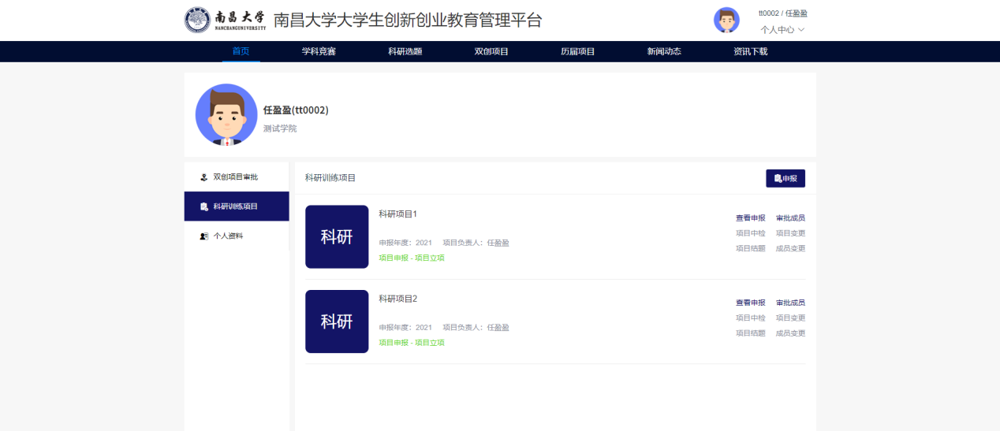 南昌大学 南昌大学大学生创新创业教育管理平台
NANCHANGUNIVERSITY
tt0002 / 任盈盈
个人中心
首页 学科竞赛 科研选题 双创项目 历届项目 新闻动态 资讯下载
任盈盈(tt0002)
测试学院
双创项目审批
科研训练项目
个人资料
科研训练项目 申报
科研
科研项目1
申报年度：2021 项目负责人：任盈盈
项目申报 - 项目立项
查看申报 审批成员
项目中检 项目变更
项目结题 成员变更
科研
科研项目2
申报年度：2021 项目负责人：任盈盈
项目申报 - 项目立项
查看申报 审批成员
项目中检 项目变更
项目结题 成员变更